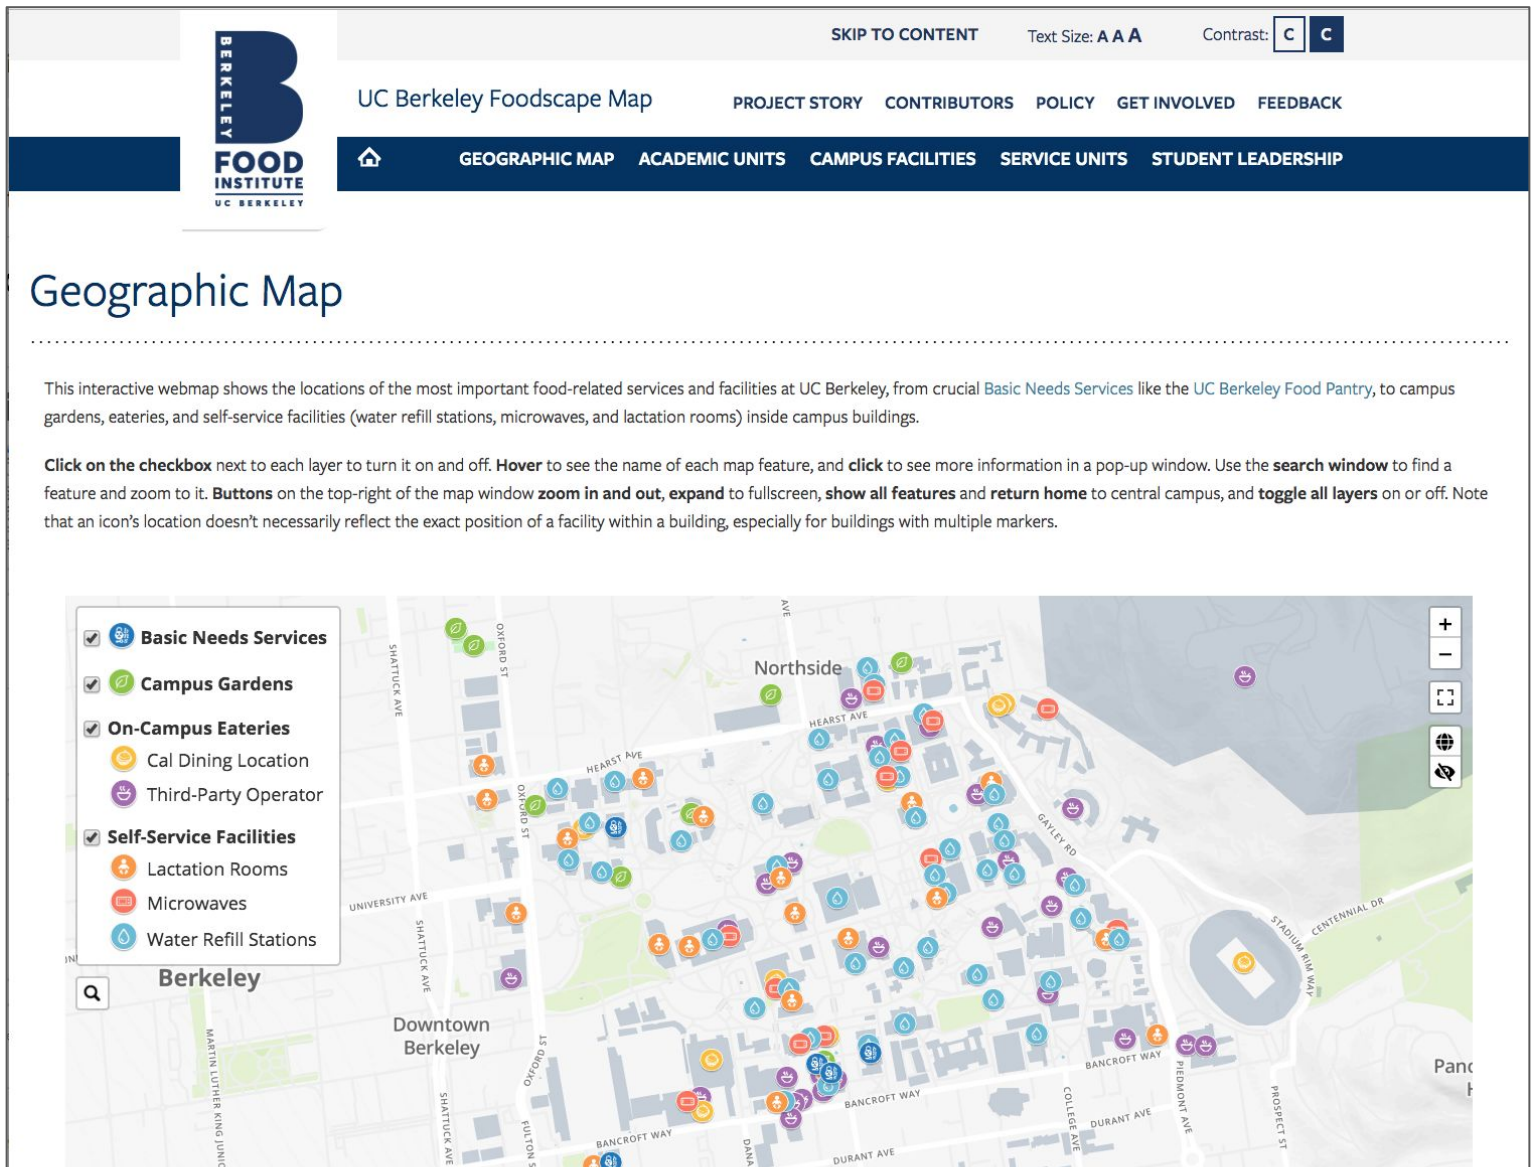 SKIP TO CONTENT
Text Size: A A A
Contrast: C C
BERKELEY
FOOD
INSTITUTE
UC BERKELEY
UC Berkeley Foodscape Map
PROJECT STORY CONTRIBUTORS POLICY GET INVOLVED FEEDBACK
GEOGRAPHIC MAP ACADEMIC UNITS CAMPUS FACILITIES SERVICE UNITS STUDENT LEADERSHIP
Geographic Map
This interactive webmap shows the locations of the most important food-related services and facilities at UC Berkeley, from crucial Basic Needs Services like the UC Berkeley Food Pantry, to campus
gardens, eateries, and self-service facilities (water refill stations, microwaves, and lactation rooms) inside campus buildings.
Click on the checkbox next to each layer to turn it on and off. Hover to see the name of each map feature, and click to see more information in a pop-up window. Use the search window to find a
feature and zoom to it. Buttons on the top-right of the map window zoom in and out, expand to fullscreen, show all features and return home to central campus, and toggle all layers on or off. Note
that an icon's location doesn't necessarily reflect the exact position of a facility within a building, especially for buildings with multiple markers.
Basic Needs Services
Campus Gardens
On-Campus Eateries
Cal Dining Location
Third-Party Operator
Self-Service Facilities
Lactation Rooms
Microwaves
Water Refill Stations
+
−
AVE
SHATTUCK AVE
OXFORD ST
Northside
HEARST AVE
HEARST AVE
OXFORD ST
GAYLEY RD
UNIVERSITY AVE
SHATTUCK AVE
STADIUM RIM WAY
CENTENNIAL DR
Berkeley
Downtown
Berkeley
MARTIN LUTHER KING JUNIC
OXFORD ST
SHATTUCK AVE
FULTON S
BANCROFT WAY
BANCROFT WAY
BANCROFT WAY
DANA
DURANT AVE
DURANT AVE
COLLEGE AVE
PIEDMONT AVE
PROSPECT ST
Pano